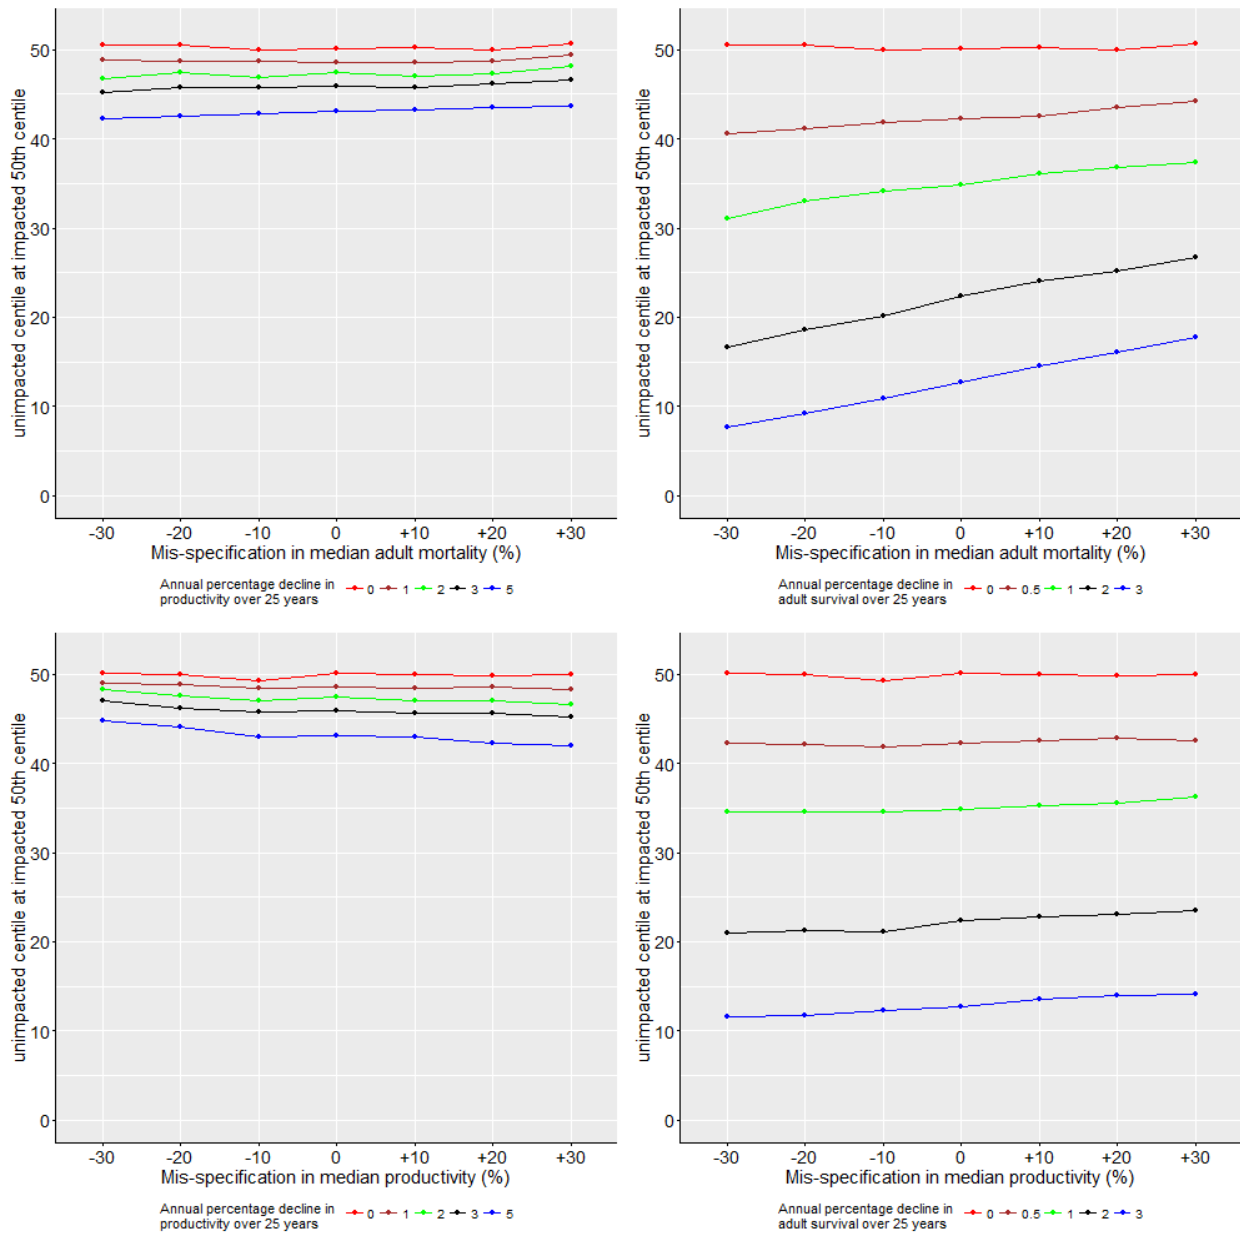 unimpacted centile at impacted 50th centile
50
40
30
20
10
0
-30 -20 -10 0 +10 +20 +30
Mis-specification in median adult mortality (%)
Annual percentage decline in
productivity over 25 years
0 1 2 3 5
unimpacted centile at impacted 50th centile
50
40
30
20
10
0
-30 -20 -10 0 +10 +20 +30
Mis-specification in median adult mortality (%)
Annual percentage decline in
adult survival over 25 years
0 0.5 1 2 3
unimpacted centile at impacted 50th centile
50
40
30
20
10
0
-30 -20 -10 0 +10 +20 +30
Mis-specification in median productivity (%)
Annual percentage decline in
productivity over 25 years
0 1 2 3 5
unimpacted centile at impacted 50th centile
50
40
30
20
10
0
-30 -20 -10 0 +10 +20 +30
Mis-specification in median productivity (%)
Annual percentage decline in
adult survival over 25 years
0 0.5 1 2 3